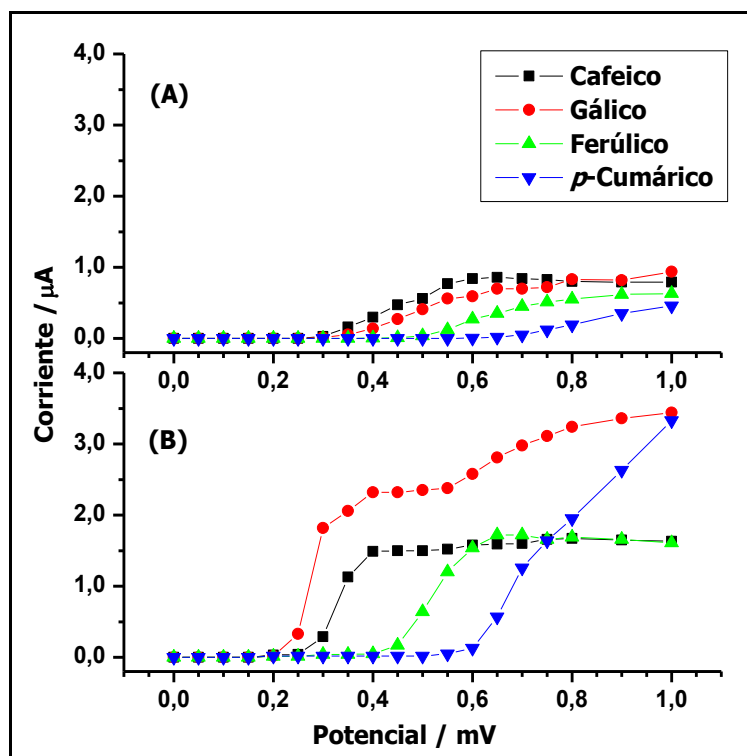 4,0
(A)
3,0
2,0
1,0
0,0
0,0 0,2 0,4 0,6 0,8 1,0
Cafeico
Gálico
Ferúlico
p-Cumárico
Corriente / µA
4,0
(B)
3,0
2,0
1,0
0,0
0,0 0,2 0,4 0,6 0,8 1,0
Potencial / mV